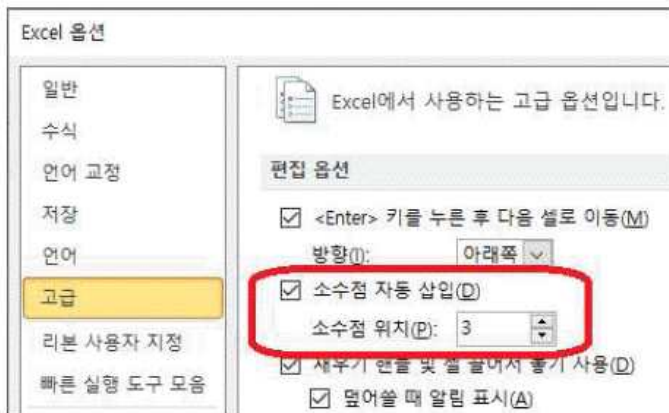 Excel 옵션
일반
수식
언어 교정
저장
언어
고급
리본 사용자 지정
빠른 실행 도구 모음
Excel에서 사용하는 고급 옵션입니다.
편집 옵션
<Enter> 키를 누른 후 다음 셀로 이동(M)
방향(I): 아래쪽
소수점 자동 삽입(D)
소수점 위치(P): 3
채우기 핸들 및 셀 끌어서 놓기 사용(D)
덮어쓸 때 알림 표시(A)